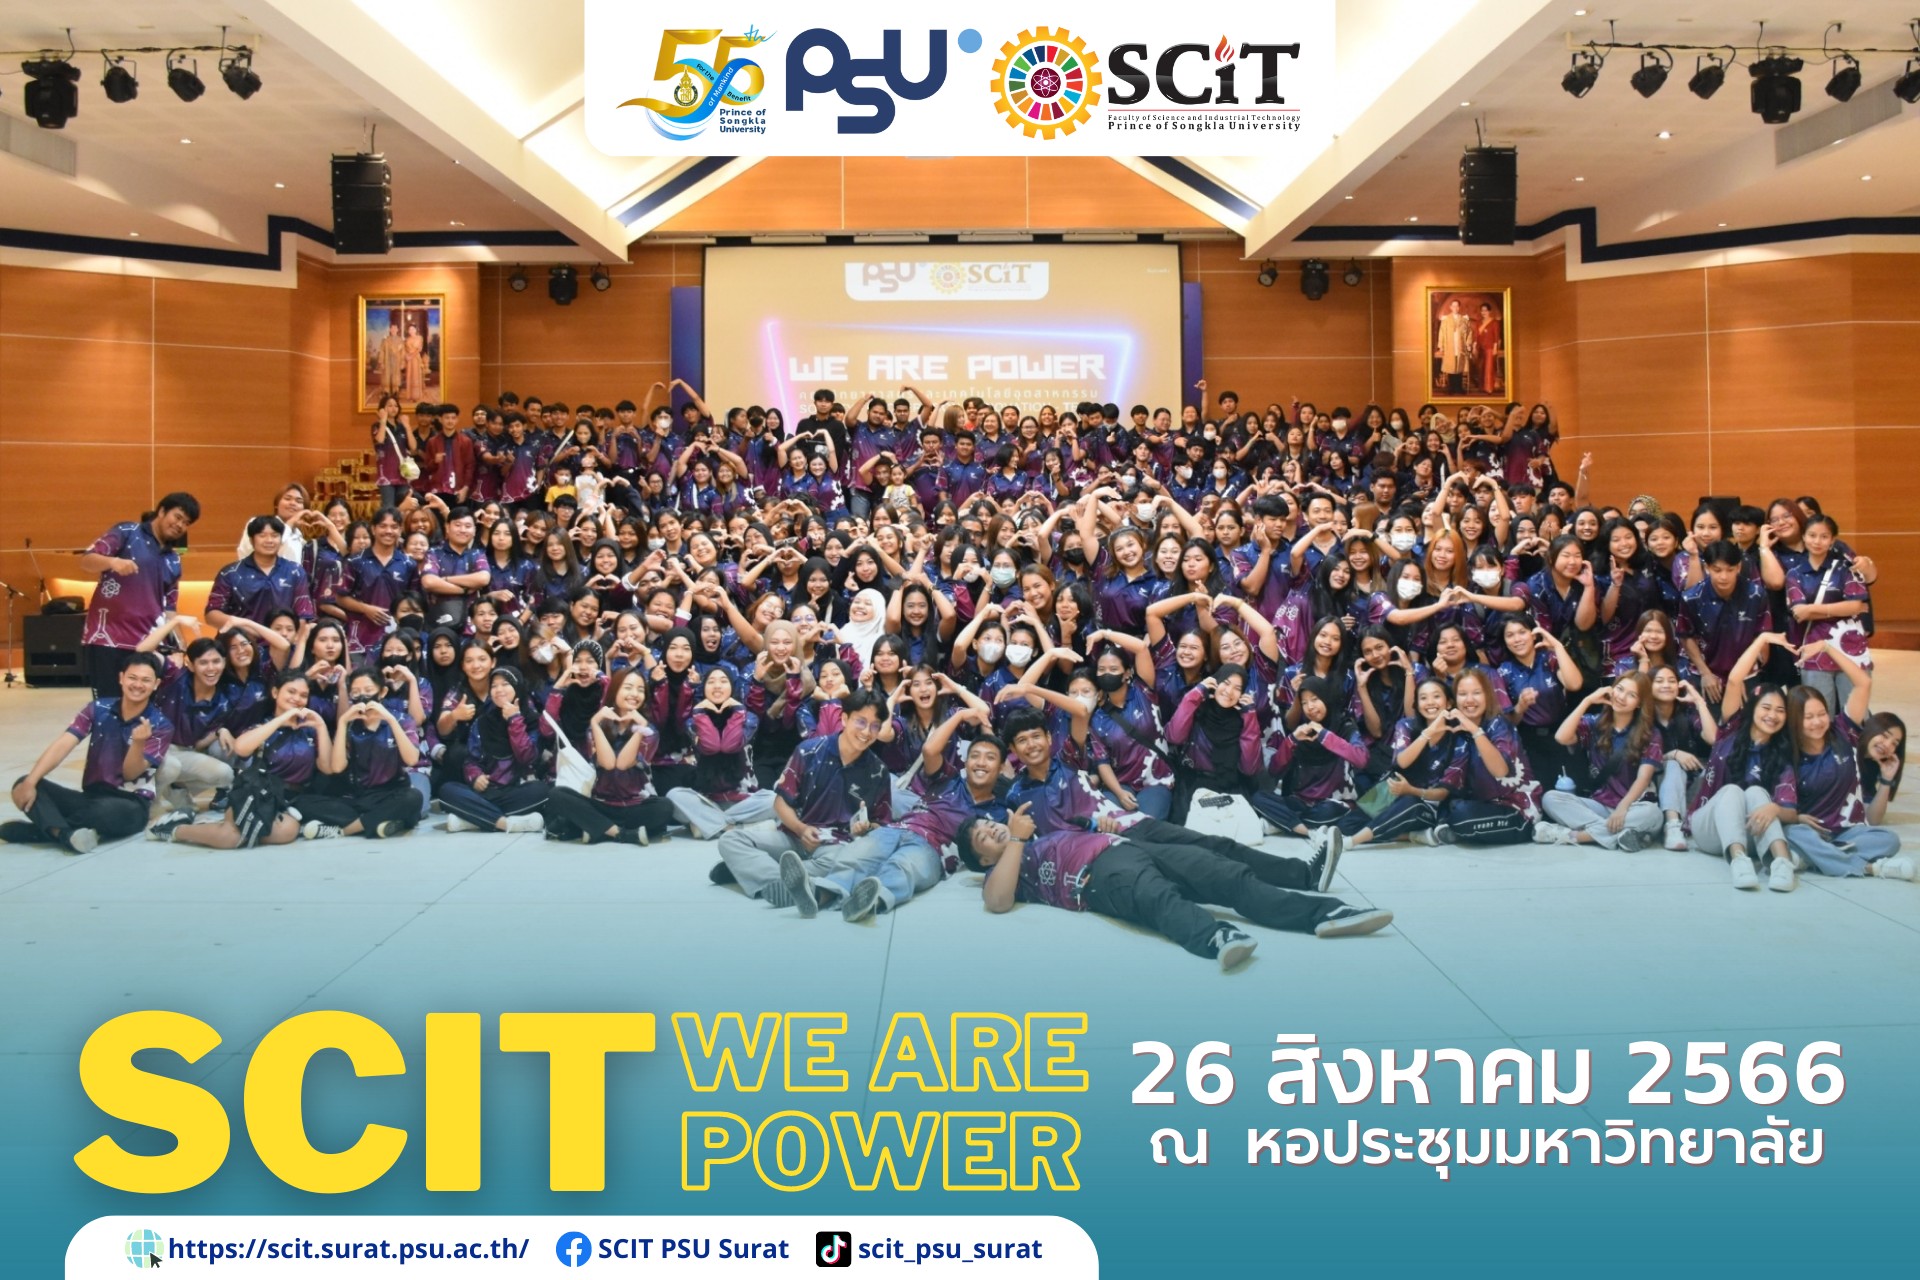 55th
For the Benefit of Mankind
Prince of
Songkla
University
PSU
SCiT
Faculty of Science and Industrial Technology
Prince of Songkla University
PSU SCiT
WE ARE POWER
SCIT
WE ARE
POWER
26 สิงหาคม 2566
ณ หอประชุมมหาวิทยาลัย
https://scit.surat.psu.ac.th/
SCIT PSU Surat
scit_psu_surat